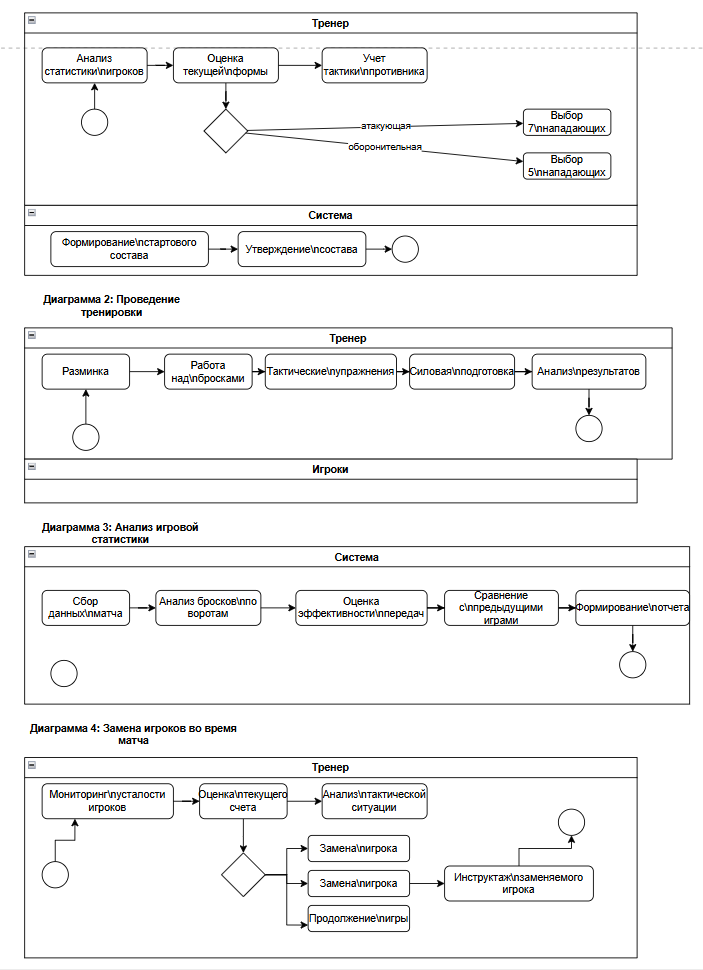 Тренер
Анализ
статистики\nигроков
Оценка
текущей\nформы
Учет
тактики\nпротивника
атакующая
оборонительная
Выбор
7\nнападающих
Выбор
5\nнападающих
Система
Формирование\nстартового
состава
Утверждение\nсостава
Диаграмма 2: Проведение
тренировки
Тренер
Разминка
Работа
над\nбросками
Тактические\nупражнения
Силовая\nподготовка
Анализ\nрезультатов
Игроки
Диаграмма 3: Анализ игровой
статистики
Система
Сбор
данных\nматча
Анализ бросков\nпо
воротам
Оценка
эффективности\nпередач
Сравнение
с\nпредыдущими
играми
Формирование\nотчета
Диаграмма 4: Замена игроков во время
матча
Тренер
Мониторинг\nусталости
игроков
Оценка\nтекущего
счета
Анализ\nтактической
ситуации
Замена\nигрока
Замена\nигрока
Продолжение\nигры
Инструктаж\nзаменяемого
игрока